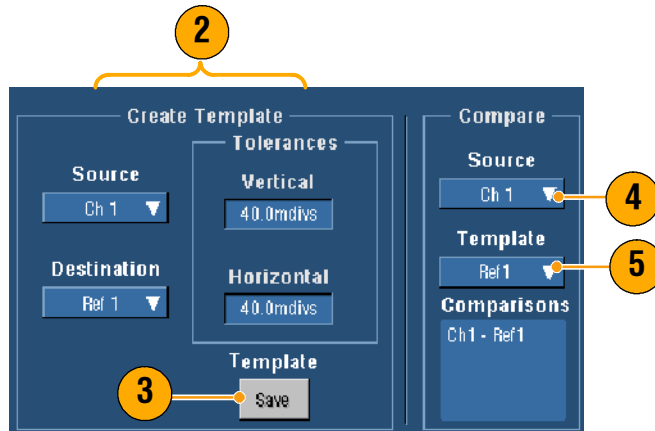 2
Create Template
Tolerances
Source
Ch 1
Vertical
40.0mdivs
Destination
Ref 1
Horizontal
40.0mdivs
Template
3
Save
Compare
Source
Ch 1
4
Template
Ref1
5
Comparisons
Ch1 - Ref1